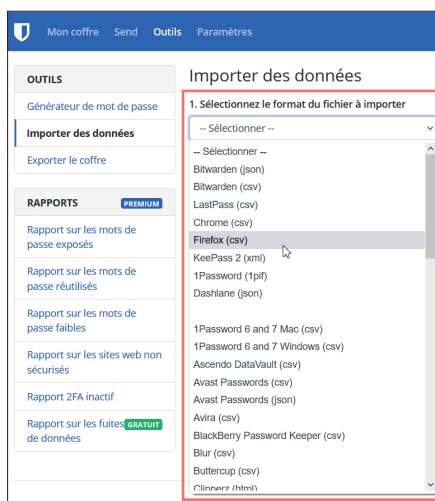 Mon coffre Send Outils Paramètres
OUTILS
Générateur de mot de passe
Importer des données
Exporter le coffre
RAPPORTS PREMIUM
Rapport sur les mots de
passe exposés
Rapport sur les mots de
passe réutilisés
Rapport sur les mots de
passe faibles
Rapport sur les sites web non
sécurisés
Rapport 2FA inactif
Rapport sur les fuites GRATUIT
de données
Importer des données
1. Sélectionnez le format du fichier à importer
-- Sélectionner --
-- Sélectionner --
Bitwarden (json)
Bitwarden (csv)
LastPass (csv)
Chrome (csv)
Firefox (csv)
KeePass 2 (xml)
1Password (1pif)
Dashlane (json)
1Password 6 and 7 Mac (csv)
1Password 6 and 7 Windows (csv)
Ascendo DataVault (csv)
Avast Passwords (csv)
Avast Passwords (json)
Avira (csv)
BlackBerry Password Keeper (csv)
Blur (csv)
Buttercup (csv)
Clipperz (html)